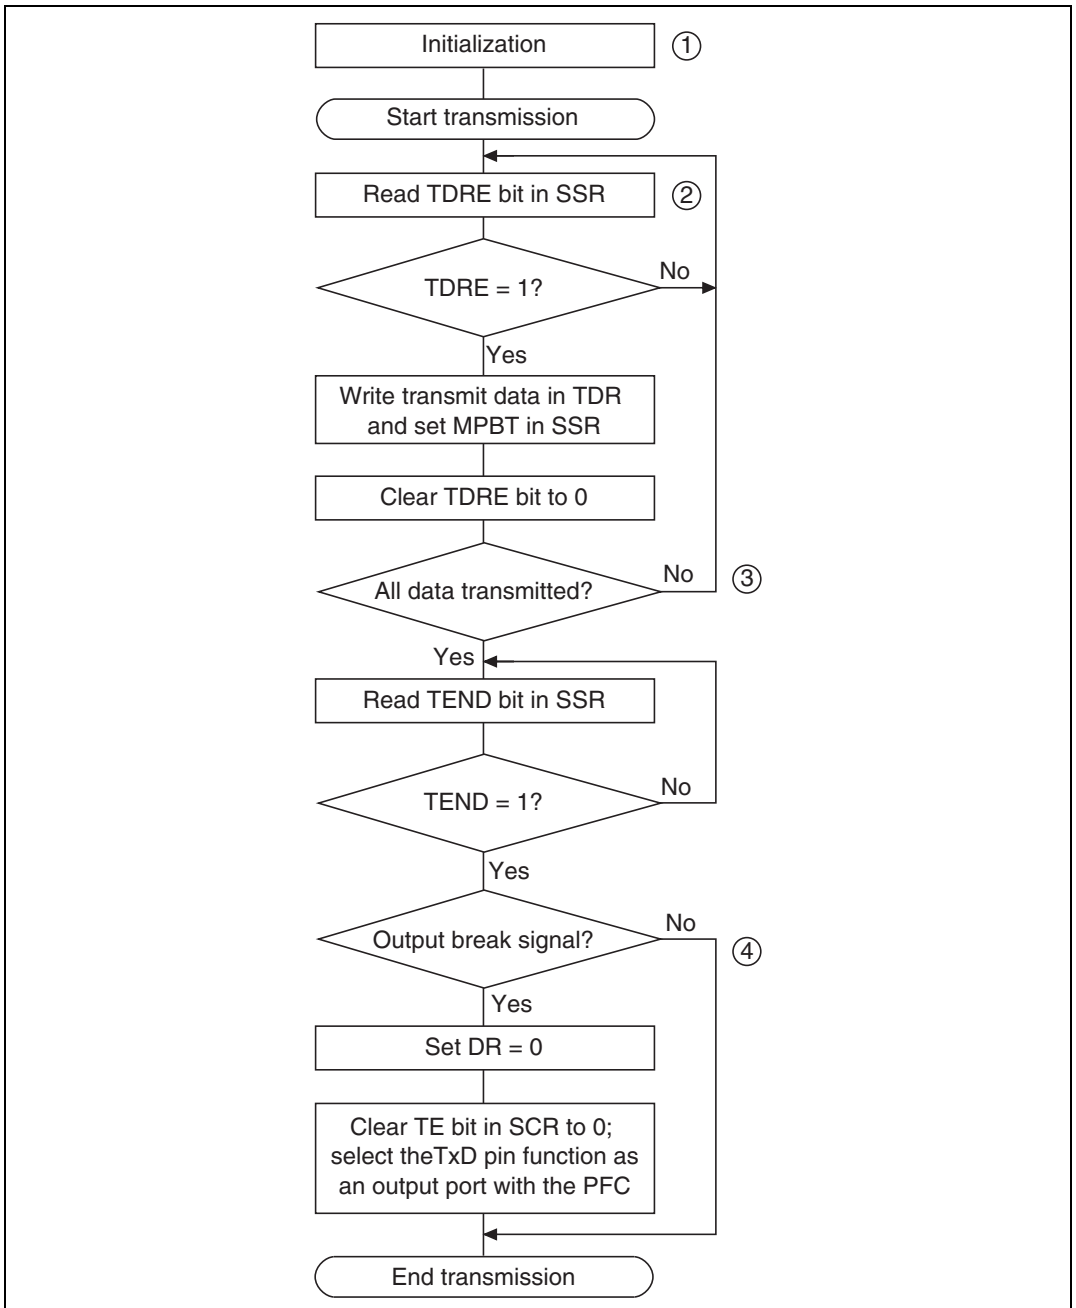 Initialization
①
Start transmission
Read TDRE bit in SSR
②
TDRE = 1?
No
Yes
Write transmit data in TDR
and set MPBT in SSR
Clear TDRE bit to 0
All data transmitted?
No
③
Yes
Read TEND bit in SSR
TEND = 1?
No
Yes
Output break signal?
No
④
Yes
Set DR = 0
Clear TE bit in SCR to 0;
select theTxD pin function as
an output port with the PFC
End transmission